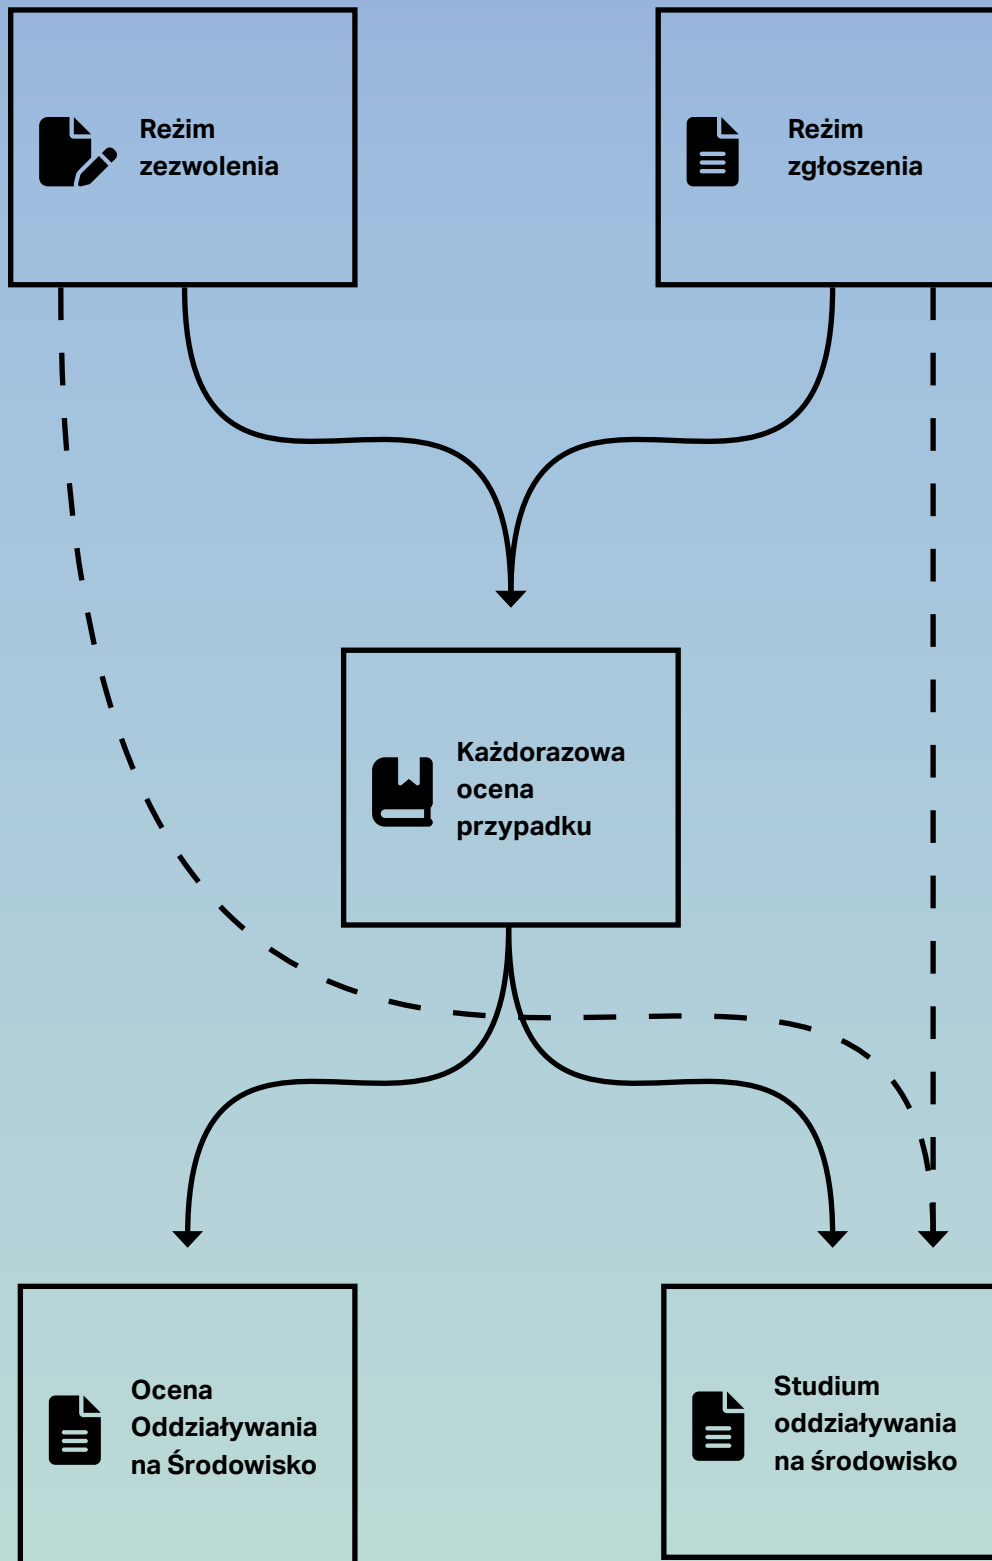 Reżim
zezwolenia
Reżim
zgłoszenia
Każdorazowa
ocena
przypadku
Ocena
Oddziaływania
na Środowisko
Studium
oddziaływania
na środowisko